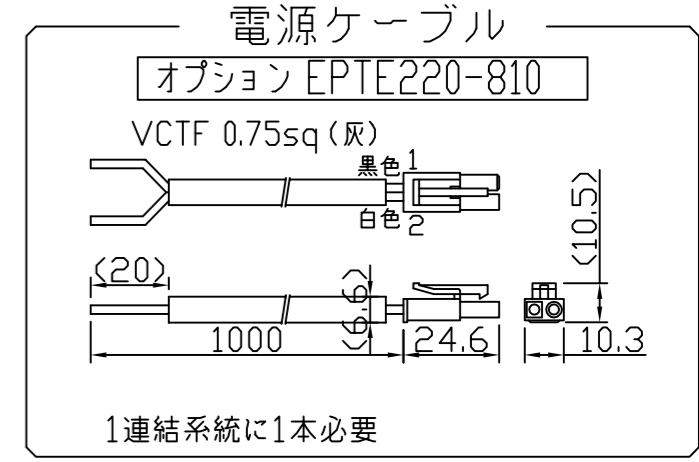 電源ケーブル
オプション EPTE220-810
VCTF 0.75sq (灰)
黒色 1
白色 2
(20)
(6.6)
(10.5)
1000
24.6
10.3
1連結系統に1本必要